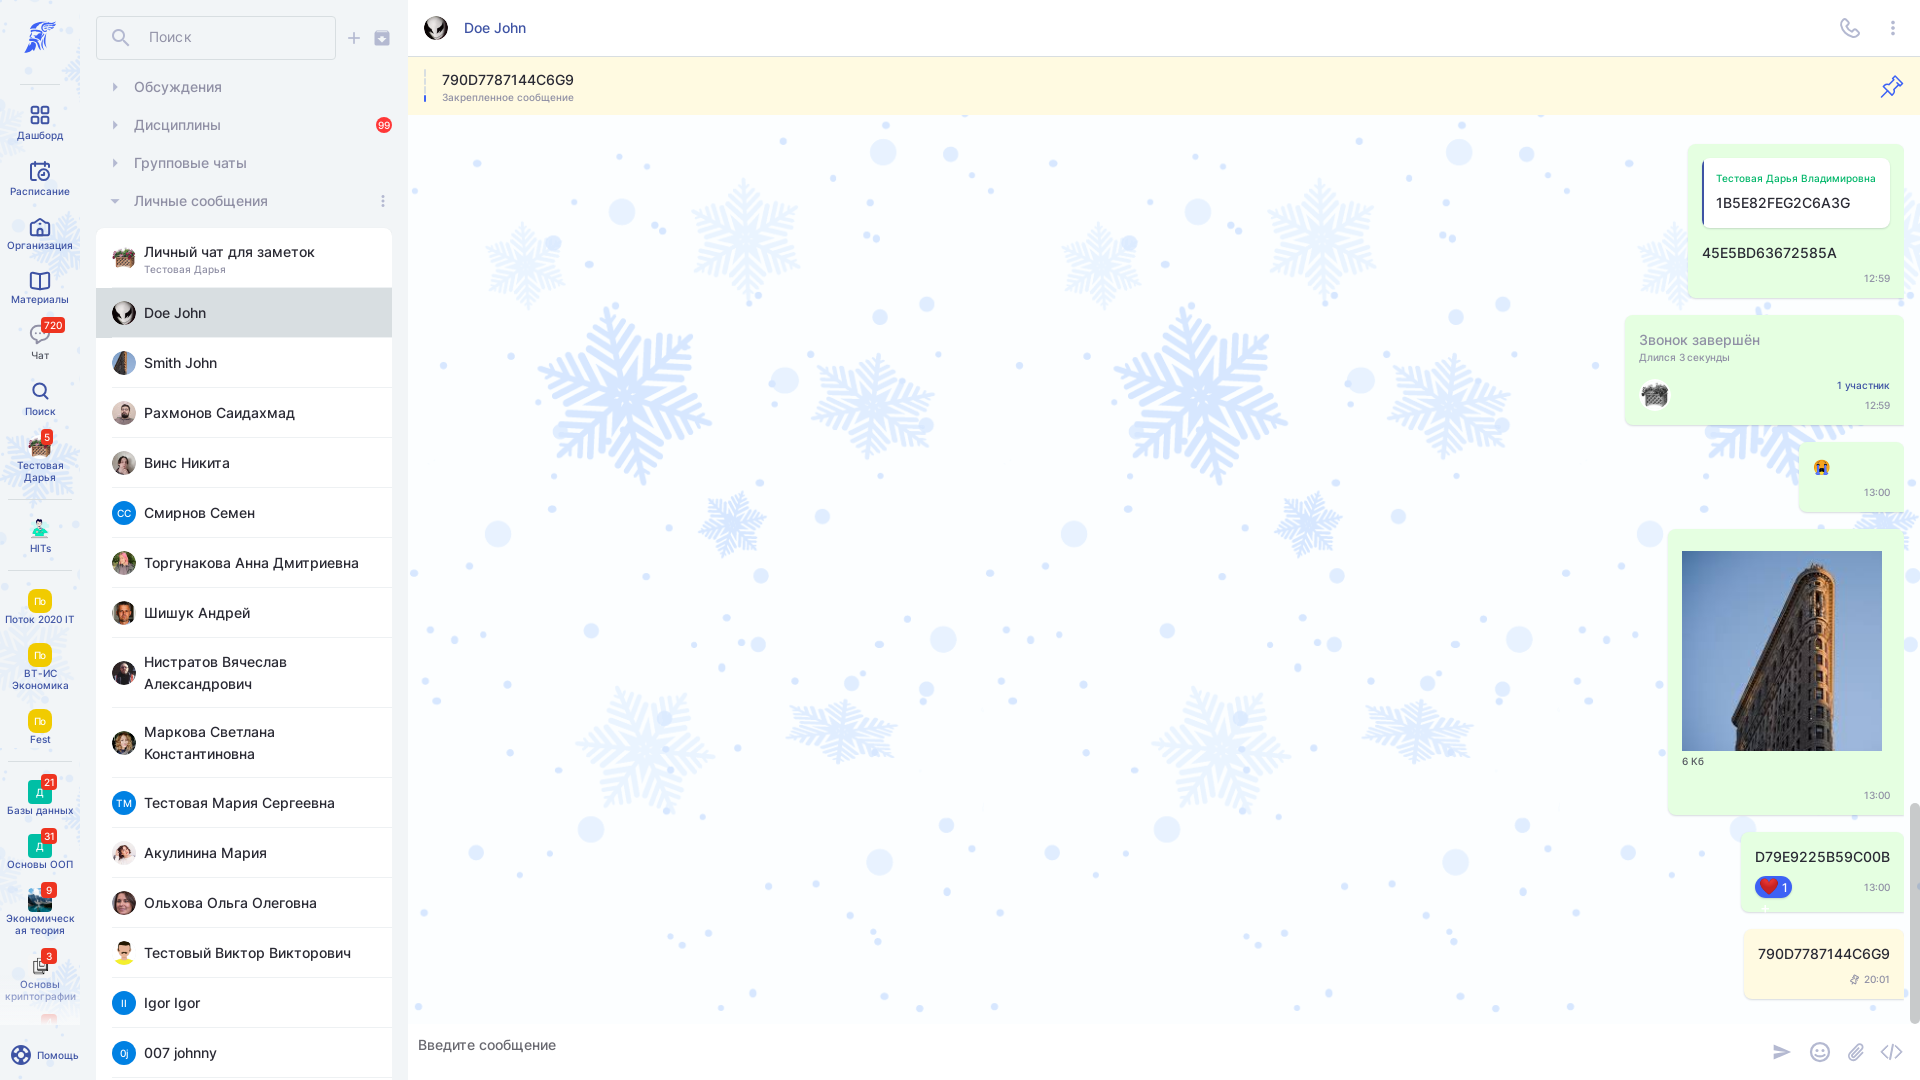 Дашборд
Расписание
Организация
Материалы
720
Чат
Поиск
5
Тестовая
Дарья
HITs
По
Поток 2020 IT
По
ВТ-ИС
Экономика
По
Fest
21
Д
Базы данных
31
Д
Основы ООП
9
Экономическ
ая теория
3
Основы
криптографии
Помощь
Поиск
Обсуждения
Дисциплины
99
Групповые чаты
Личные сообщения
Личный чат для заметок
Тестовая Дарья
Doe John
Smith John
Рахмонов Саидахмад
Винс Никита
СС
Смирнов Семен
Торгунакова Анна Дмитриевна
Шишук Андрей
Нистратов Вячеслав
Александрович
Маркова Светлана
Константиновна
ТМ
Тестовая Мария Сергеевна
Акулинина Мария
Ольхова Ольга Олеговна
Тестовый Виктор Викторович
II
Igor Igor
0j
007 johnny
Doe John
790D7787144C6G9
Закрепленное сообщение
Тестовая Дарья Владимировна
1B5E82FEG2C6A3G
45E5BD63672585A
12:59
Звонок завершён
Длился 3 секунды
1 участник
12:59
😭
13:00
6 Кб
13:00
D79E9225B59C00B
❤️ 1
13:00
790D7787144C6G9
20:01
Введите сообщение